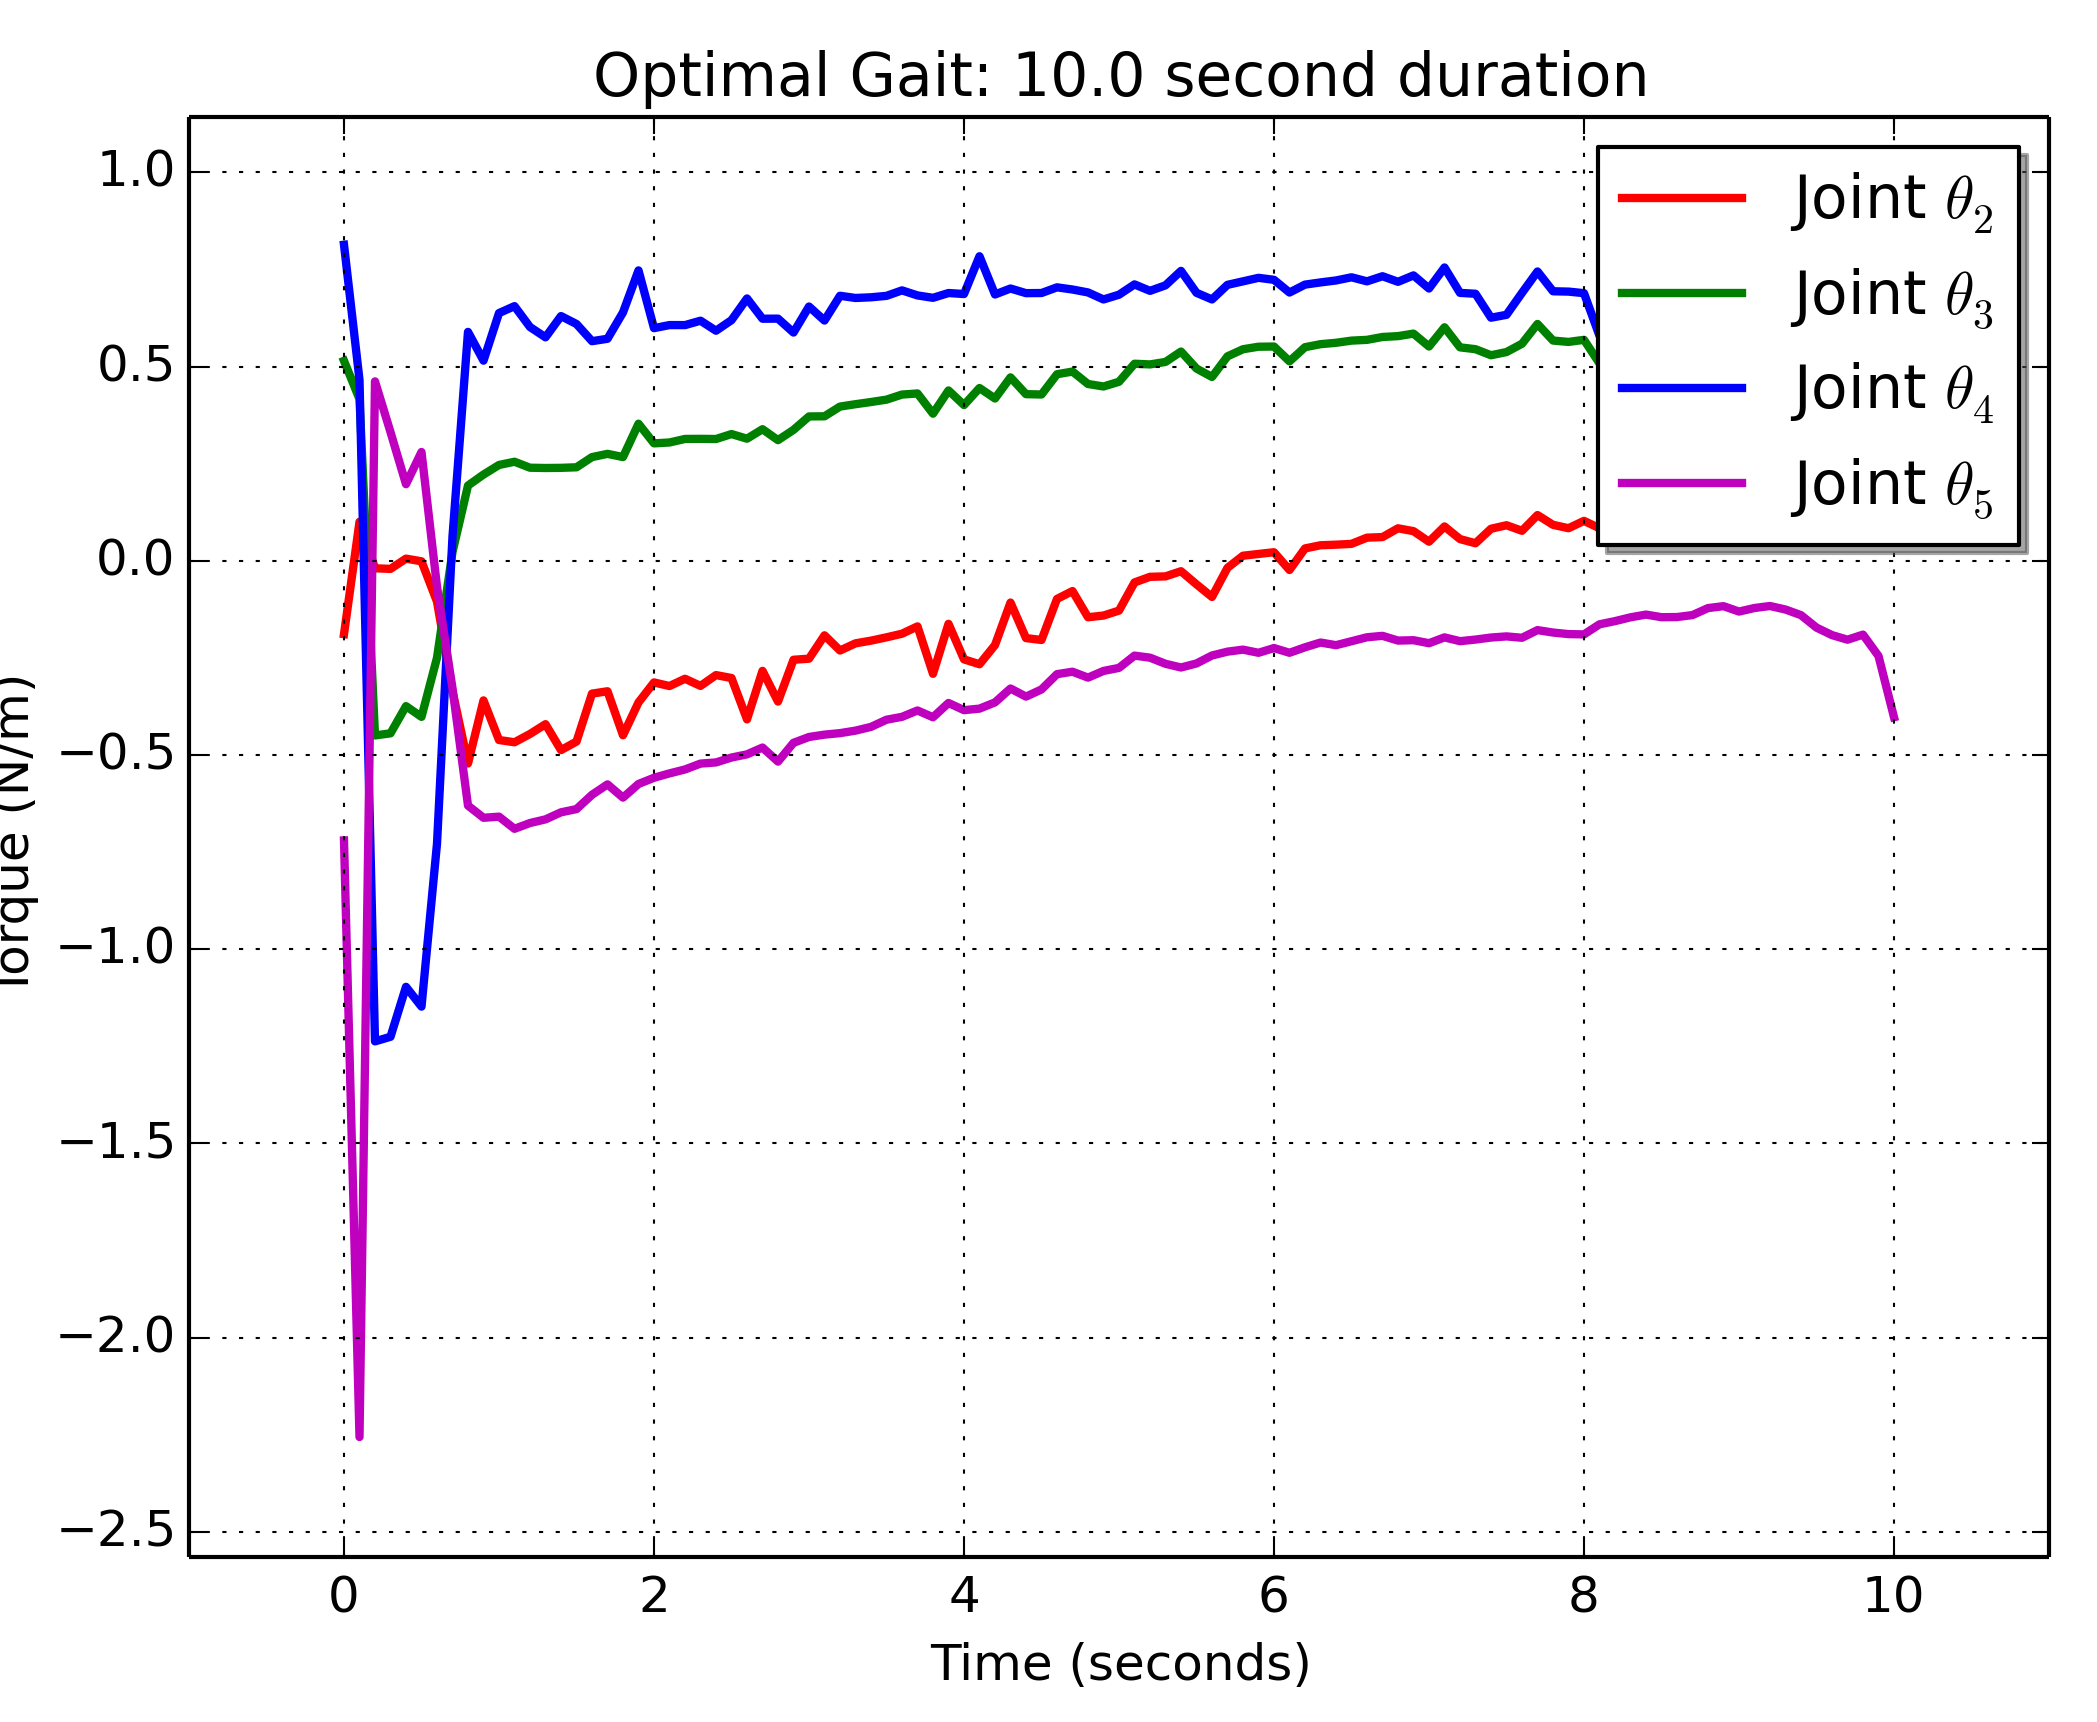 Optimal Gait: 10.0 second duration
1.0
0.5
0.0
−0.5
−1.0
−1.5
−2.0
−2.5
Torque (N/m)
0 2 4 6 8 10
Time (seconds)
Joint θ₂
Joint θ₃
Joint θ₄
Joint θ₅